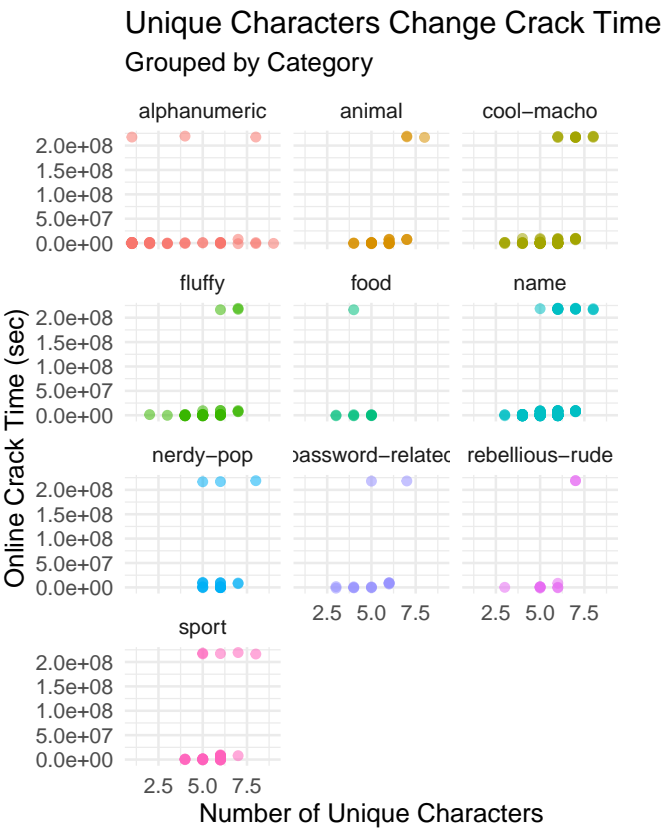 Unique Characters Change Crack Time
Grouped by Category
alphanumeric animal cool−macho
2.0e+08
1.5e+08
1.0e+08
5.0e+07
0.0e+00
fluffy food name
2.0e+08
1.5e+08
1.0e+08
5.0e+07
0.0e+00
nerdy−pop password−related rebellious−rude
2.0e+08
1.5e+08
1.0e+08
5.0e+07
0.0e+00
2.5 5.0 7.5 2.5 5.0 7.5
sport
2.0e+08
1.5e+08
1.0e+08
5.0e+07
0.0e+00
2.5 5.0 7.5
Number of Unique Characters
Online Crack Time (sec)